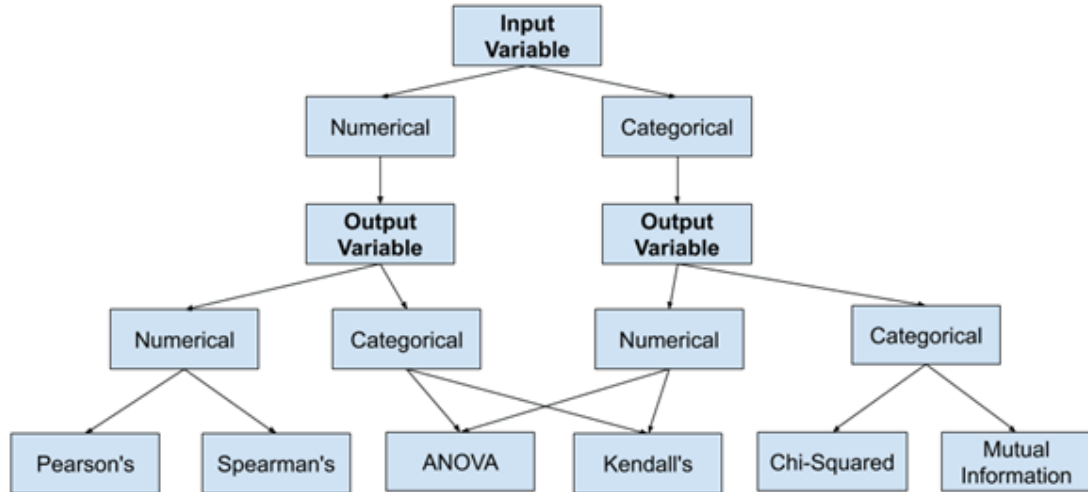 Input
Variable
Numerical
Categorical
Output
Variable
Output
Variable
Numerical
Categorical
Numerical
Categorical
Pearson's
Spearman's
ANOVA
Kendall's
Chi-Squared
Mutual
Information